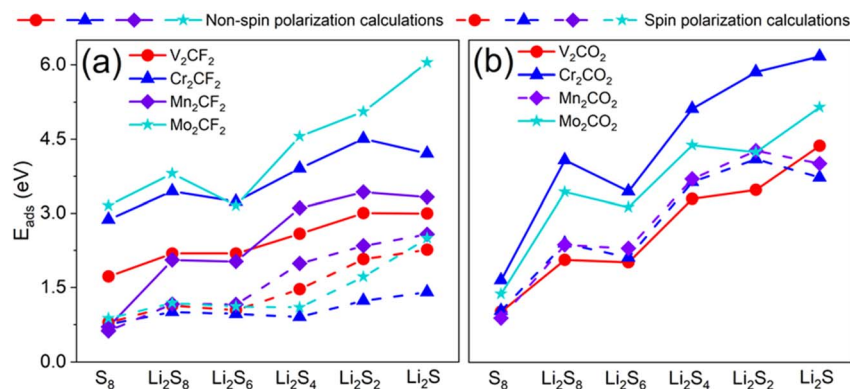 Non-spin polarization calculations Spin polarization calculations
(a)
V₂CF₂
Cr₂CF₂
Mn₂CF₂
Mo₂CF₂
(b)
V₂CO₂
Cr₂CO₂
Mn₂CO₂
Mo₂CO₂
E_ads (eV)
6.0
4.5
3.0
1.5
0.0
S₈ Li₂S₈ Li₂S₆ Li₂S₄ Li₂S₂ Li₂S
S₈ Li₂S₈ Li₂S₆ Li₂S₄ Li₂S₂ Li₂S